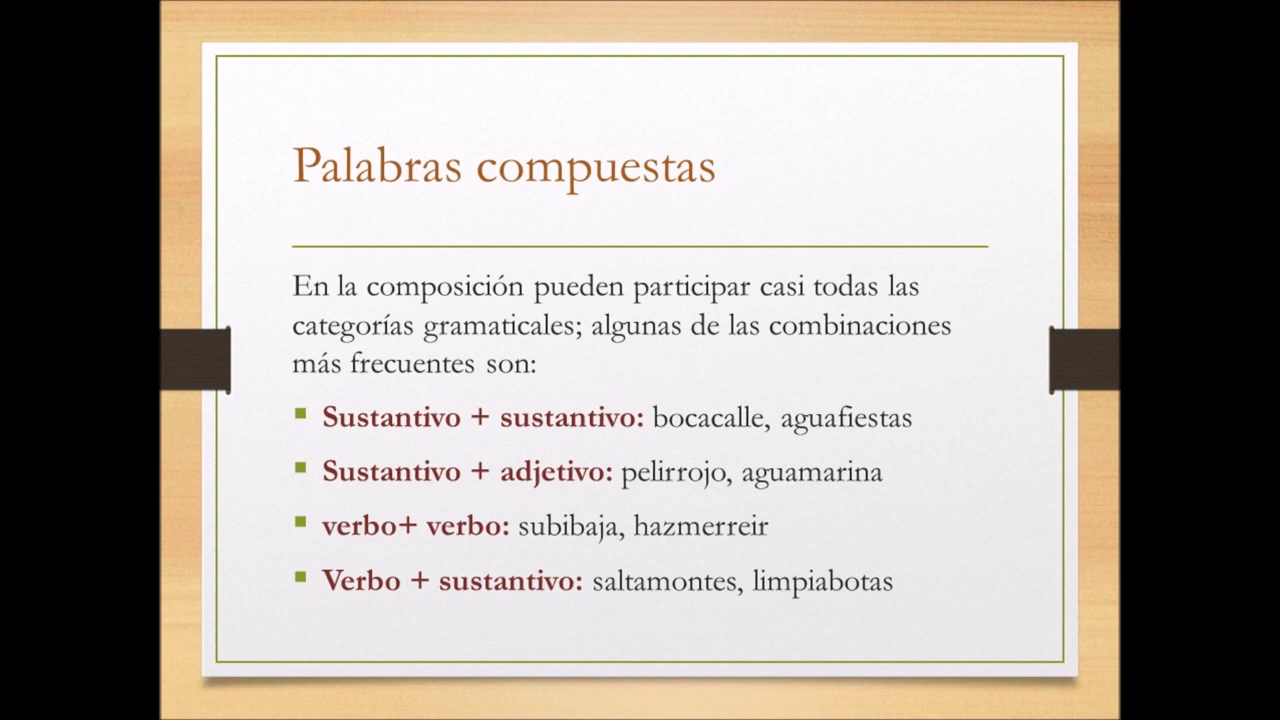 Palabras compuestas
En la composición pueden participar casi todas las
categorías gramaticales; algunas de las combinaciones
más frecuentes son:
Sustantivo + sustantivo: bocacalle, aguafiestas
Sustantivo + adjetivo: pelirrojo, aguamarina
verbo+ verbo: subibaja, hazmerreir
Verbo + sustantivo: saltamontes, limpiabotas